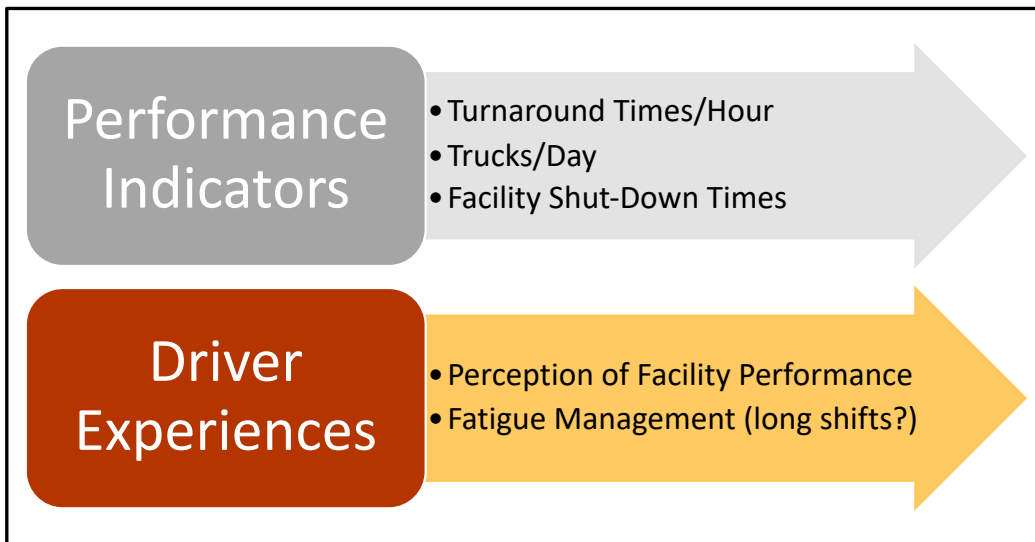 Performance
Indicators
• Turnaround Times/Hour
• Trucks/Day
• Facility Shut-Down Times
Driver
Experiences
• Perception of Facility Performance
• Fatigue Management (long shifts?)